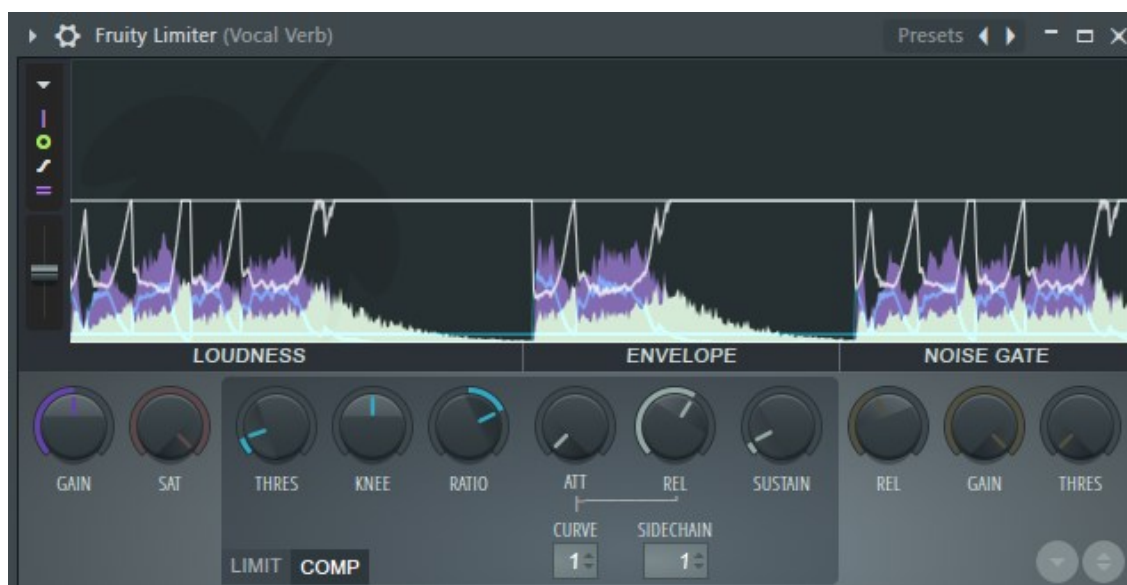 Fruity Limiter (Vocal Verb) Presets
LOUDNESS ENVELOPE NOISE GATE
GAIN SAT THRES KNEE RATIO ATT REL SUSTAIN REL GAIN THRES
CURVE SIDECHAIN
LIMIT COMP 1 1